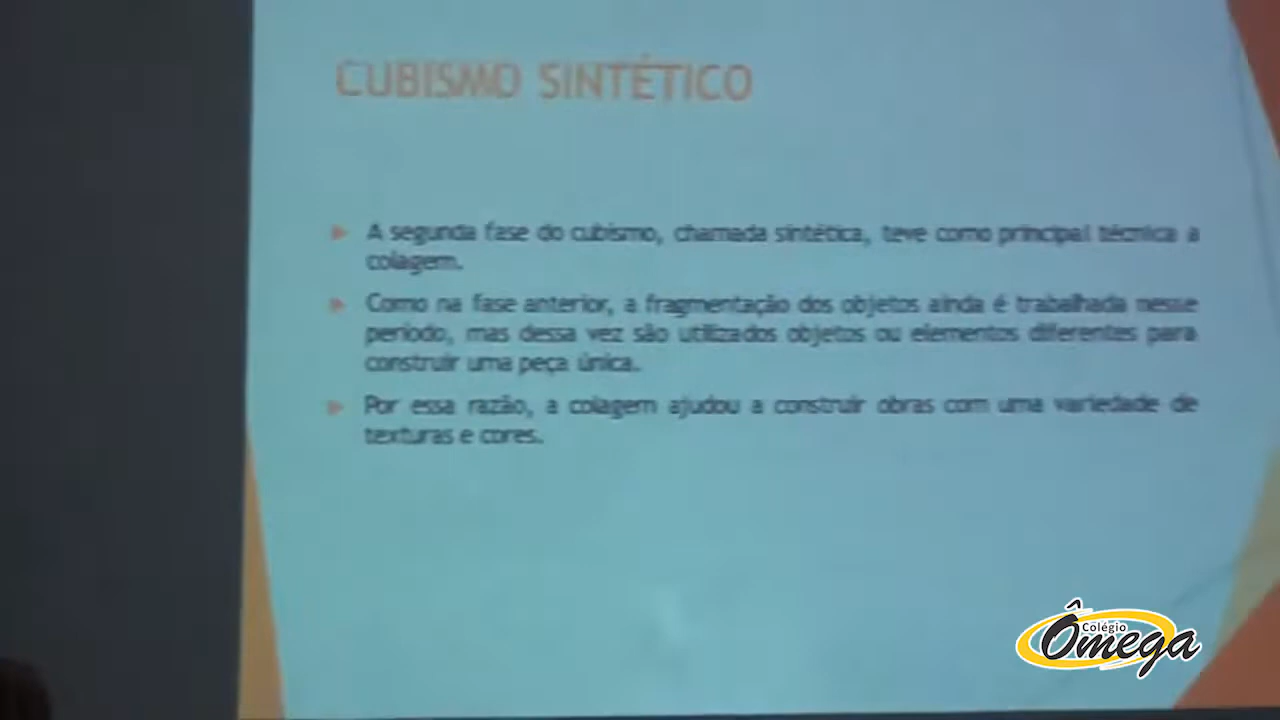 CUBISMO SINTÉTICO
A segunda fase do cubismo, chamada sintética, teve como principal técnica a
colagem.
Como na fase anterior, a fragmentação dos objetos ainda é trabalhada nesse
período, mas dessa vez são utilizados objetos ou elementos diferentes para
construir uma peça única.
Por essa razão, a colagem ajudou a construir obras com uma variedade de
texturas e cores.
Colégio
Ômega